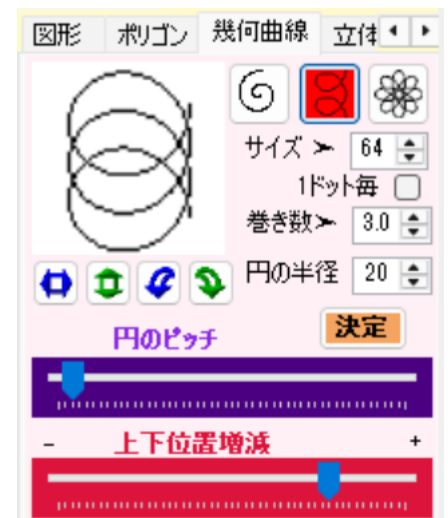 図形 ポリゴン 幾何曲線 立体
サイズ ➢ 64
1ドット毎
巻き数➢ 3.0
円の半径 20
円のピッチ 決定
- 上下位置増減 +